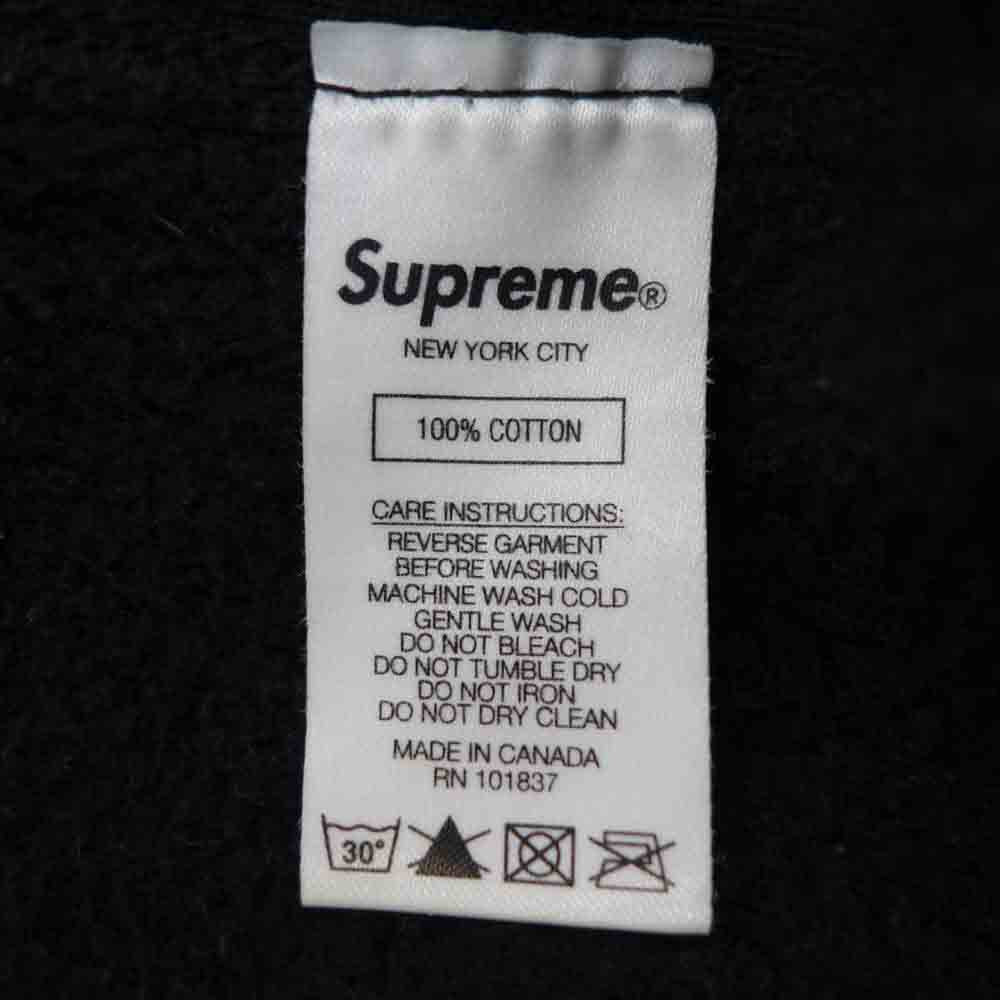 Supreme®
NEW YORK CITY
100% COTTON
CARE INSTRUCTIONS:
REVERSE GARMENT
BEFORE WASHING
MACHINE WASH COLD
GENTLE WASH
DO NOT BLEACH
DO NOT TUMBLE DRY
DO NOT IRON
DO NOT DRY CLEAN
MADE IN CANADA
RN 101837
30°